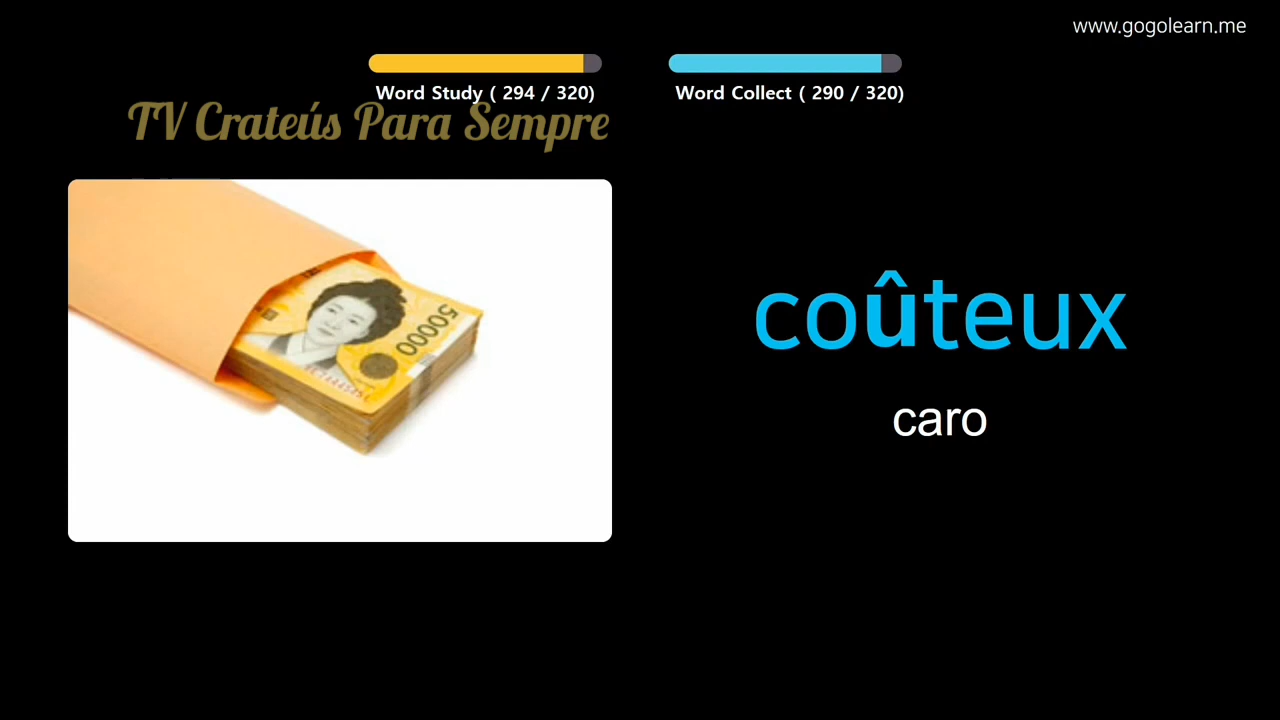 www.gogolearn.me
Word Study ( 294 / 320)
Word Collect ( 290 / 320)
TV Crateús Para Sempre
50000
coûteux
caro